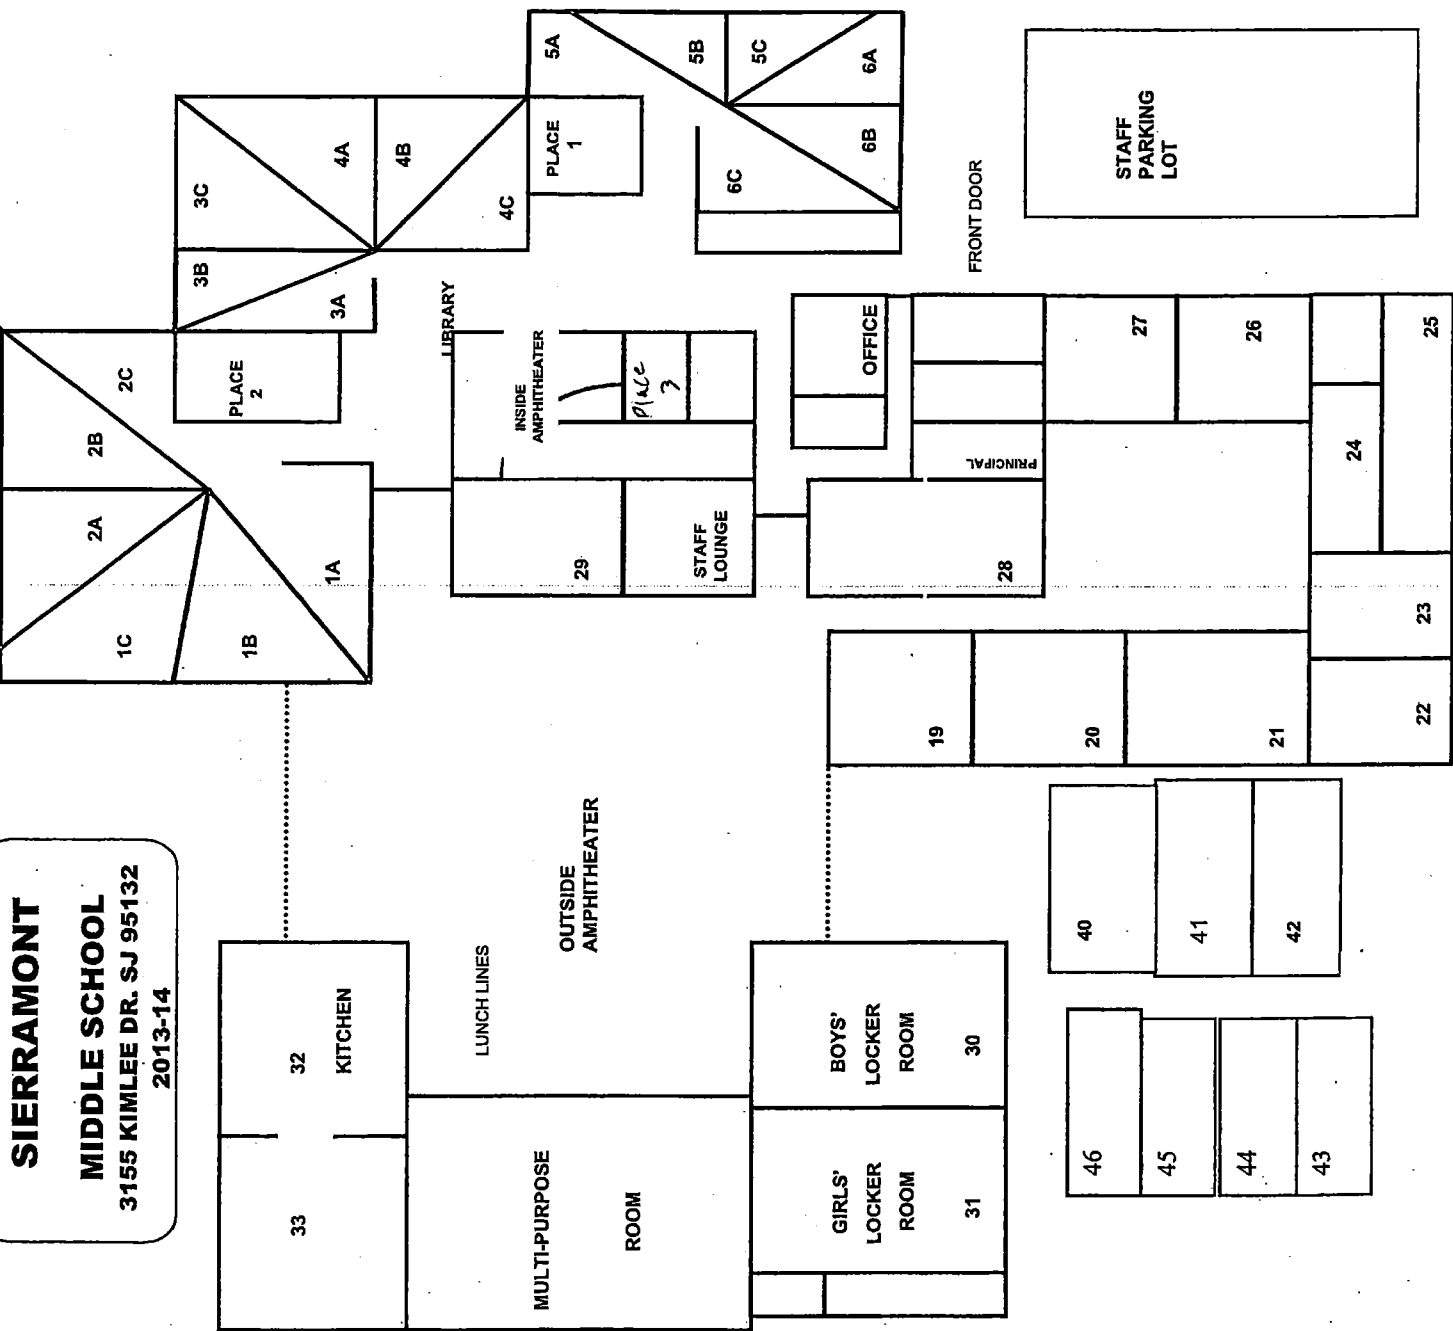 SIERRAMONT
MIDDLE SCHOOL
3155 KIMLEE DR. SJ 95132
2013-14
33
32
KITCHEN
MULTI-PURPOSE
ROOM
LUNCH LINES
OUTSIDE
AMPHITHEATER
GIRLS'
LOCKER
ROOM
31
BOYS'
LOCKER
ROOM
30
46
45
44
43
40
41
42
1C
1B
1A
2A
2B
2C
PLACE
2
3B
3A
3C
4A
4B
4C
LIBRARY
INSIDE
AMPHITHEATER
Place
3
29
STAFF
LOUNGE
5A
PLACE
1
5B
5C
6A
6B
6C
OFFICE
FRONT DOOR
STAFF
PARKING
LOT
PRINCIPAL
28
27
26
25
24
23
22
21
20
19